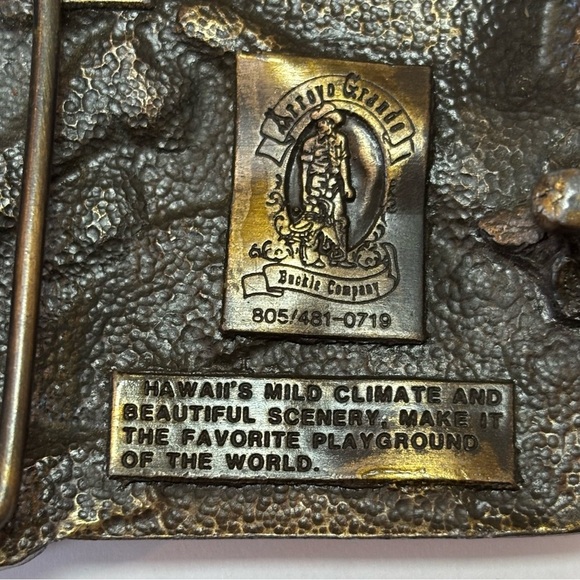 Arroyo Grande
Buckle Company
805/481-0719
HAWAII'S MILD CLIMATE AND
BEAUTIFUL SCENERY, MAKE IT
THE FAVORITE PLAYGROUND
OF THE WORLD.